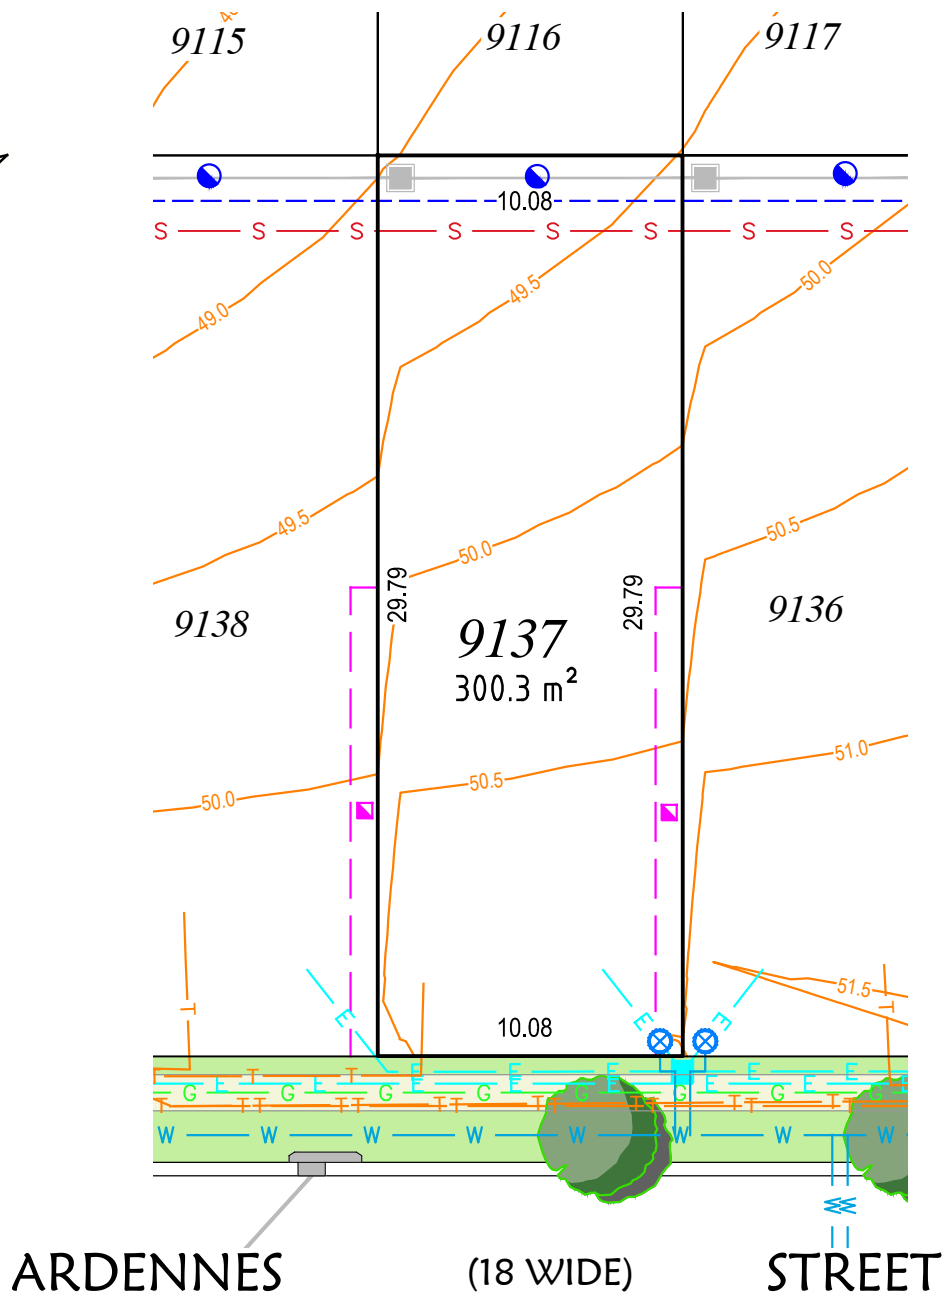 9115 9116 9117
10.08
S S S S S S S S
49.0 49.5 50.0
49.5 50.0 50.5
29.79 29.79
9138 9137 9136
300.3 m²
50.0 50.5 51.0
51.5
T T
E E E
10.08
E E E E E
T T
E E E E E E
G G G G G G G
T T T T T T T
W W W W W W W W
W W
ARDENNES (18 WIDE) STREET